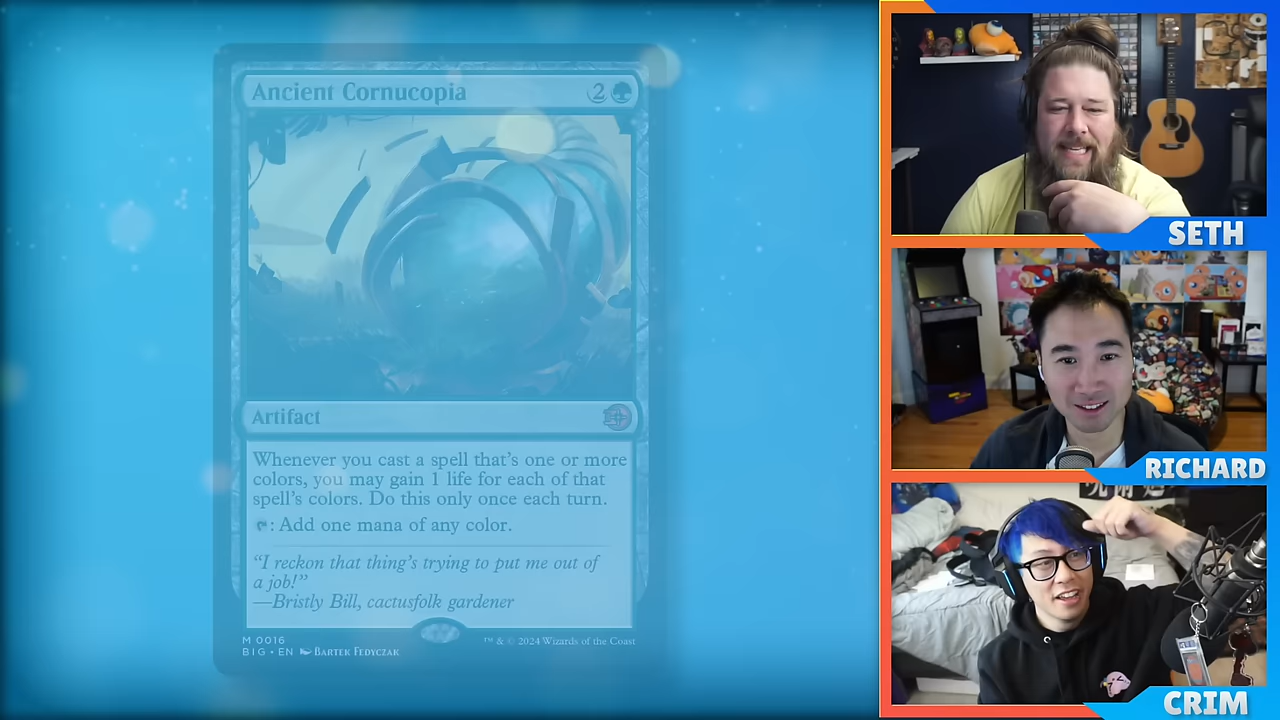 Ancient Cornucopia 2
Artifact
Whenever you cast a spell that's one or more
colors, you may gain 1 life for each of that
spell's colors. Do this only once each turn.
: Add one mana of any color.
"I reckon that thing's trying to put me out of
a job!"
—Bristly Bill, cactusfolk gardener
M 0016
BIG • EN BARTEK FEDYCZAK
™ & © 2024 Wizards of the Coast
SETH
RICHARD
CRIM